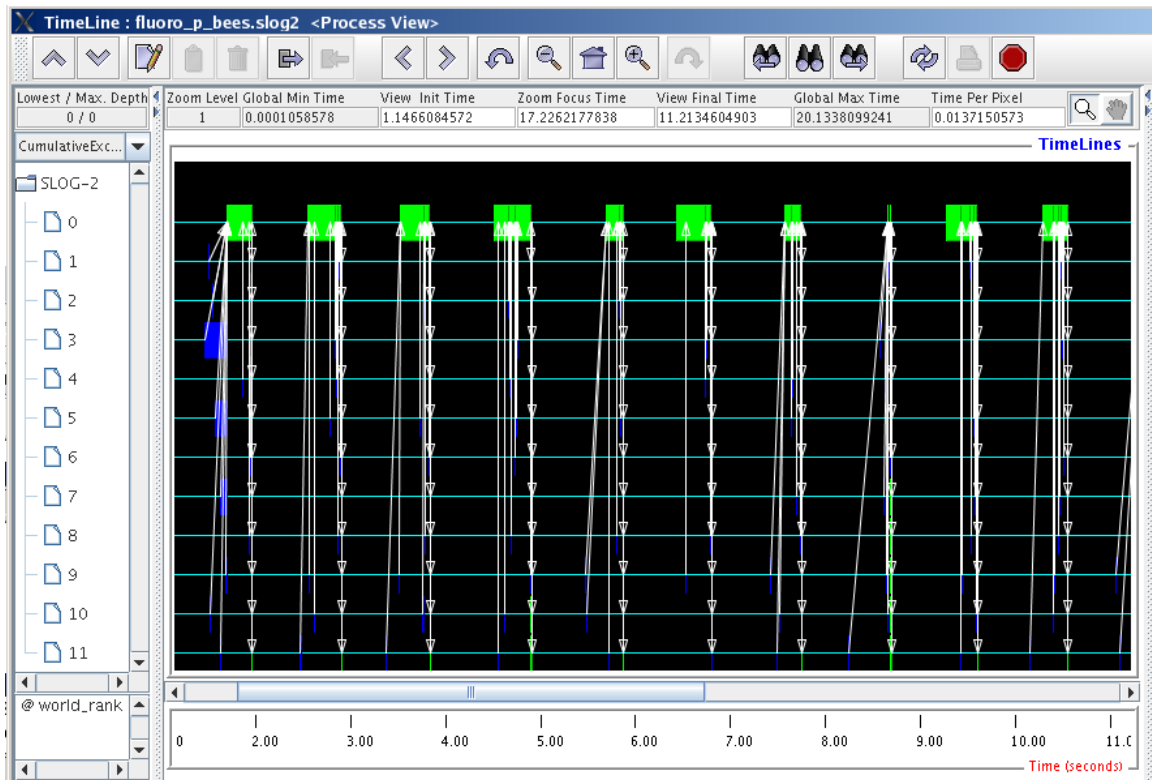 TimeLine : fluoro_p_bees.slog2 <Process View>
Lowest / Max. Depth Zoom Level Global Min Time View Init Time Zoom Focus Time View Final Time Global Max Time Time Per Pixel
0 / 0 1 0.0001058578 1.1466084572 17.2262177838 11.2134604903 20.1338099241 0.0137150573
CumulativeExc...
TimeLines
SLOG-2
0
1
2
3
4
5
6
7
8
9
10
11
@ world_rank
0 2.00 3.00 4.00 5.00 6.00 7.00 8.00 9.00 10.00 11.0
Time (seconds)